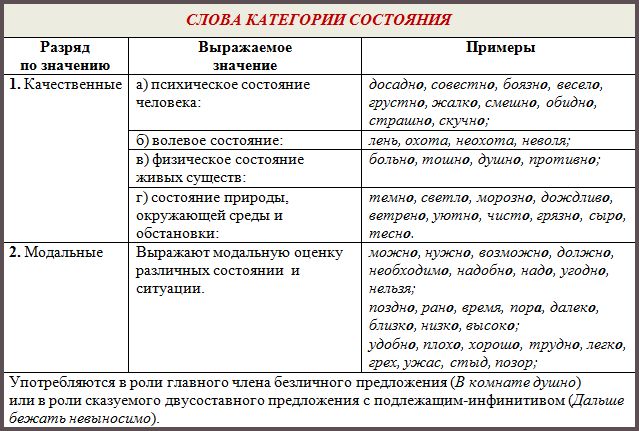 СЛОВА КАТЕГОРИИ СОСТОЯНИЯ
Разряд
по значению
Выражаемое
значение
Примеры
1. Качественные
а) психическое состояние
человека:
досадно, совестно, боязно, весело,
грустно, жалко, смешно, обидно,
страшно, скучно;
б) волевое состояние:
лень, охота, неохота, неволя;
в) физическое состояние
живых существ:
больно, тошно, душно, противно;
г) состояние природы,
окружающей среды и
обстановки:
темно, светло, морозно, дождливо,
ветрено, уютно, чисто, грязно, сыро,
тесно.
2. Модальные
Выражают модальную оценку
различных состоянии и
ситуации.
можно, нужно, возможно, должно,
необходимо, надобно, надо, угодно,
нельзя;
поздно, рано, время, пора, далеко,
близко, низко, высоко;
удобно, плохо, хорошо, трудно, легко,
грех, ужас, стыд, позор;
Употребляются в роли главного члена безличного предложения (В комнате душно)
или в роли сказуемого двусоставного предложения с подлежащим-инфинитивом (Дальше
бежать невыносимо).